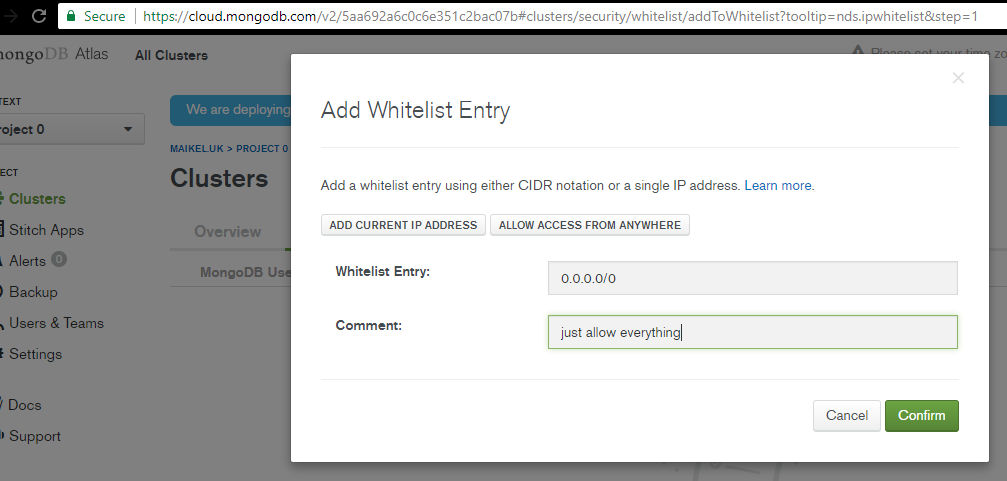 Secure https://cloud.mongodb.com/v2/5aa692a6c0c6e351c2bac07b#clusters/security/whitelist/addToWhitelist?tooltip=nds.ipwhitelist&step=1
mongoDB Atlas All Clusters Please set your time zo
TEXT
We are deploying
roject 0
Add Whitelist Entry
MAIKEL.UK > PROJECT 0
ECT
Clusters
Clusters
Add a whitelist entry using either CIDR notation or a single IP address. Learn more.
Stitch Apps
Overview
ADD CURRENT IP ADDRESS ALLOW ACCESS FROM ANYWHERE
Alerts 0
MongoDB Use
Whitelist Entry: 0.0.0.0/0
Backup
Users & Teams
Comment: just allow everything
Settings
Docs
Cancel Confirm
Support